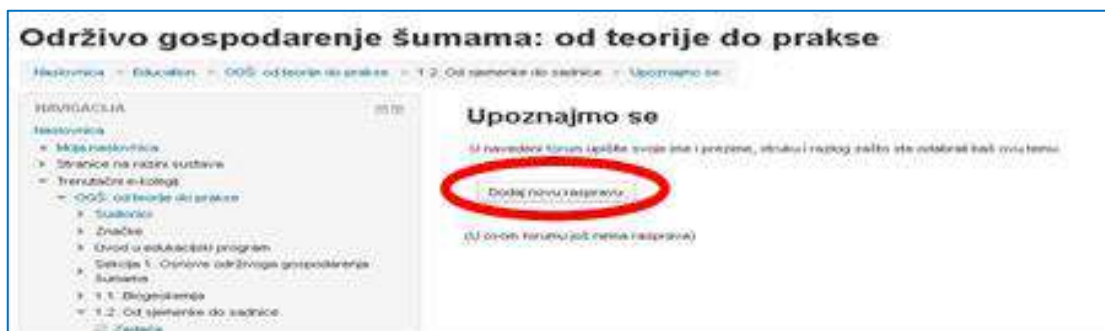 Održivo gospodarenje šumama: od teorije do prakse
Naslovnica Education OGŠ: od teorije do prakse 1.2. Od sjemenke do sadnice Upoznajmo se
NAVIGACIJA
Naslovnica
Moja naslovnica
Stranice na razini sustava
Trenutačni e-kolegij
OGŠ: od teorije do prakse
Sudionici
Značke
Uvod u edukacijski program
Sekcija 1. Osnove održivoga gospodarenja
šumama
1.1. Biogeokemija
1.2. Od sjemenke do sadnice
Zadaća
Upoznajmo se
U navedeni forum upišite svoje ime i prezime, struku i razlog zašto ste odabrali baš ovu temu.
Dodaj novu raspravu
(U ovom forumu još nema rasprava)